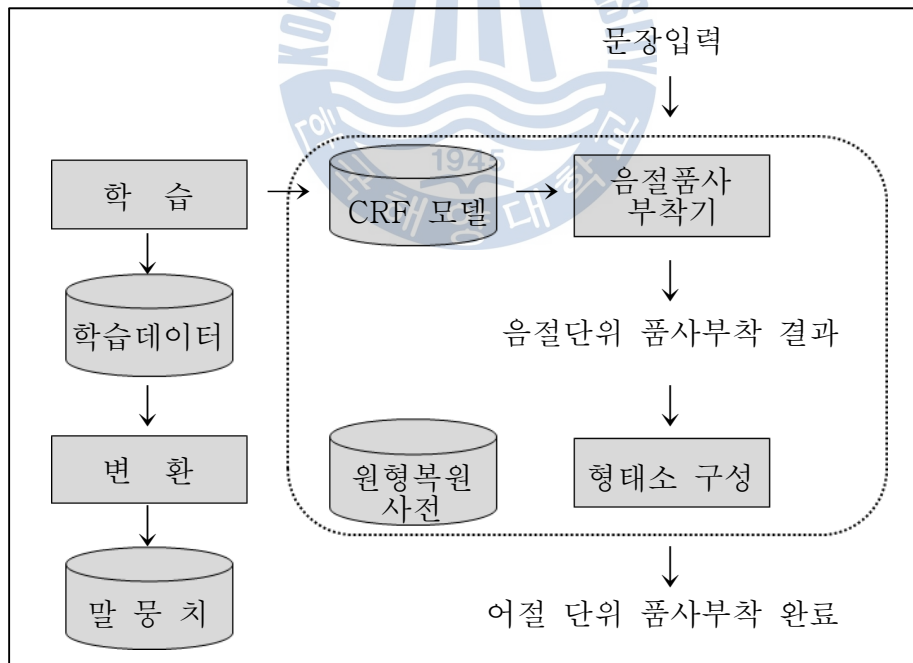 문장입력
학 습
CRF 모델
음절품사
부착기
학습데이터
음절단위 품사부착 결과
변 환
원형복원
사전
형태소 구성
말 뭉 치
어절 단위 품사부착 완료
1945